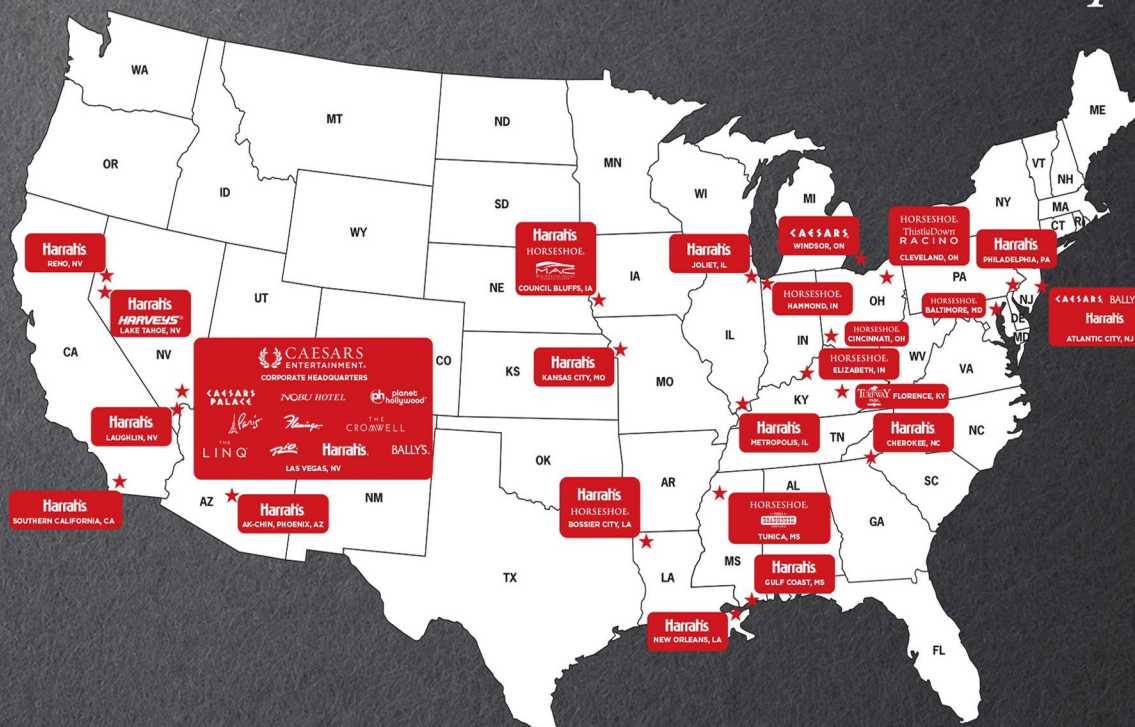 WA
MT
ND
MN
ME
OR
ID
SD
WI
MI
VT
NH
NY
MA
CT
RI
WY
Harrah's
RENO, NV
Harrah's
HARVEYS®
LAKE TAHOE, NV
Harrah's
HORSESHOE.
MAC
COUNCIL BLUFFS, IA
Harrah's
JOLIET, IL
CAESARS.
WINDSOR, ON
HORSESHOE.
ThistleDown
RACINO
CLEVELAND, OH
Harrah's
PHILADELPHIA, PA
HORSESHOE.
HAMMOND, IN
HORSESHOE.
BALTIMORE, MD
CAESARS. BALLY
Harrah's
ATLANTIC CITY, NJ
HORSESHOE.
CINCINNATI, OH
HORSESHOE.
ELIZABETH, IN
TURFWAY
PARK
FLORENCE, KY
NE
IA
PA
OH
NJ
DE
MD
UT
NV
CA
CO
KS
IL
IN
WV
VA
MO
KY
CAESARS
ENTERTAINMENT®
CORPORATE HEADQUARTERS
CAESARS
PALACE
NOBU HOTEL
ph planet
hollywood®
Paris
Flamingo
THE
CROMWELL
THE
LINQ
Rio
Harrah's.
BALLY'S.
LAS VEGAS, NV
Harrah's
KANSAS CITY, MO
Harrah's
LAUGHLIN, NV
Harrah's
METROPOLIS, IL
TN
Harrah's
CHEROKEE, NC
NC
SC
Harrah's
SOUTHERN CALIFORNIA, CA
AZ
Harrah's
AK-CHIN, PHOENIX, AZ
NM
OK
AR
Harrah's
HORSESHOE.
BOSSIER CITY, LA
AL
HORSESHOE.
ROADHOUSE
TUNICA, MS
GA
TX
LA
MS
Harrah's
GULF COAST, MS
Harrah's
NEW ORLEANS, LA
FL